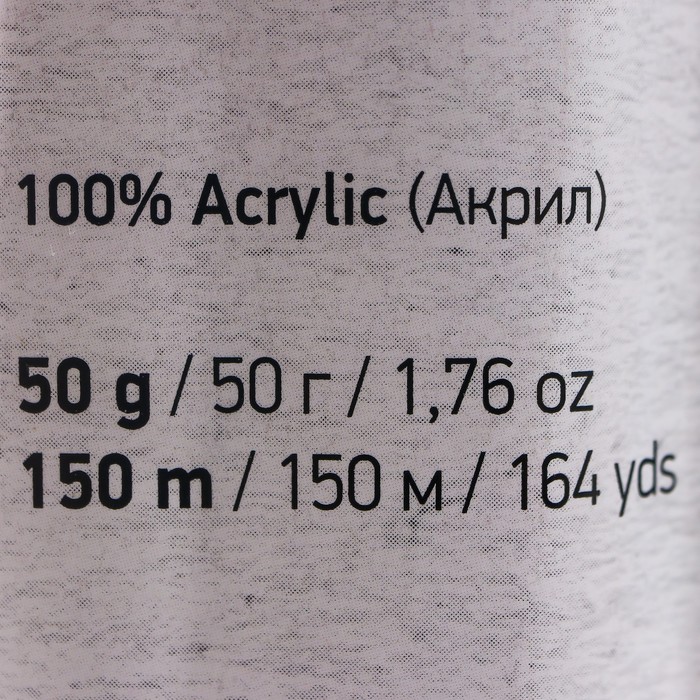 100% Acrylic (Акрил)
50 g / 50 г / 1,76 oz
150 m / 150 м / 164 yds